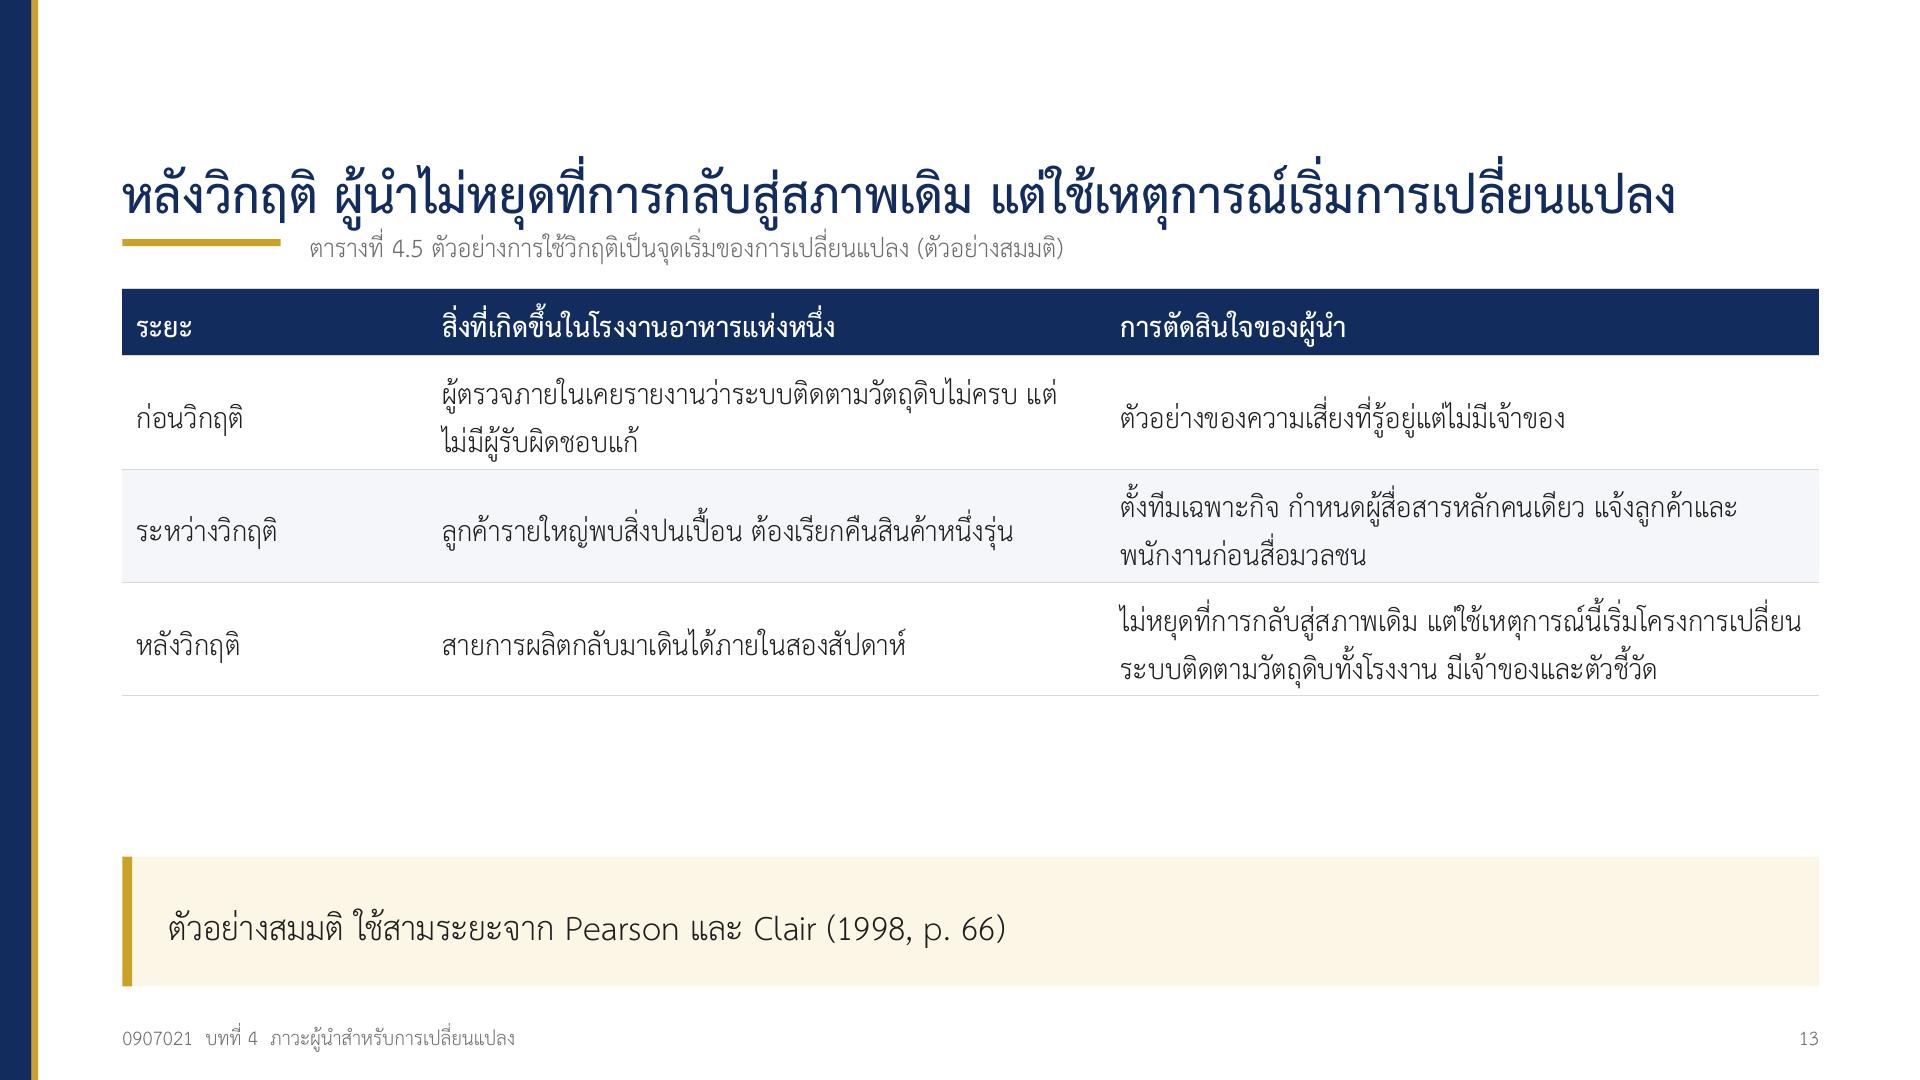 หลังวิกฤติ ผู้นำไม่หยุดที่การกลับสู่สภาพเดิม แต่ใช้เหตุการณ์เริ่มการเปลี่ยนแปลง
ตารางที่ 4.5 ตัวอย่างการใช้วิกฤติเป็นจุดเริ่มของการเปลี่ยนแปลง (ตัวอย่างสมมติ)
ระยะ
สิ่งที่เกิดขึ้นในโรงงานอาหารแห่งหนึ่ง
การตัดสินใจของผู้นำ
ก่อนวิกฤติ
ผู้ตรวจภายในเคยรายงานว่าระบบติดตามวัตถุดิบไม่ครบ แต่
ไม่มีผู้รับผิดชอบแก้
ตัวอย่างของความเสี่ยงที่รู้อยู่แต่ไม่มีเจ้าของ
ระหว่างวิกฤติ
ลูกค้ารายใหญ่พบสิ่งปนเปื้อน ต้องเรียกคืนสินค้าหนึ่งรุ่น
ตั้งทีมเฉพาะกิจ กำหนดผู้สื่อสารหลักคนเดียว แจ้งลูกค้าและ
พนักงานก่อนสื่อมวลชน
หลังวิกฤติ
สายการผลิตกลับมาเดินได้ภายในสองสัปดาห์
ไม่หยุดที่การกลับสู่สภาพเดิม แต่ใช้เหตุการณ์นี้เริ่มโครงการเปลี่ยน
ระบบติดตามวัตถุดิบทั้งโรงงาน มีเจ้าของและตัวชี้วัด
ตัวอย่างสมมติ ใช้สามระยะจาก Pearson และ Clair (1998, p. 66)
0907021 บทที่ 4 ภาวะผู้นำสำหรับการเปลี่ยนแปลง
13